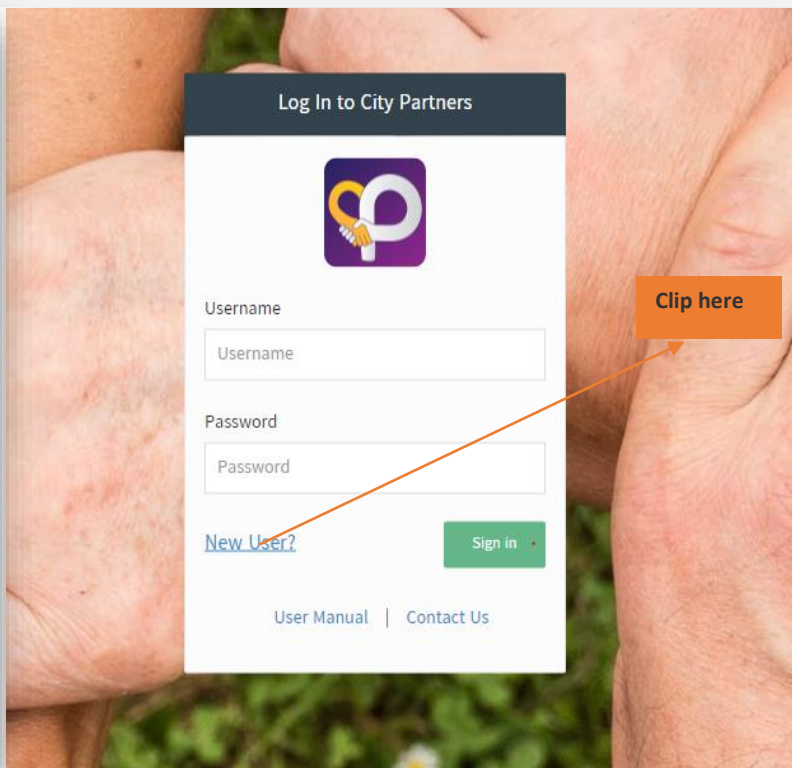 Log In to City Partners
Username
Username
Clip here
Password
Password
New User?
Sign in
User Manual | Contact Us